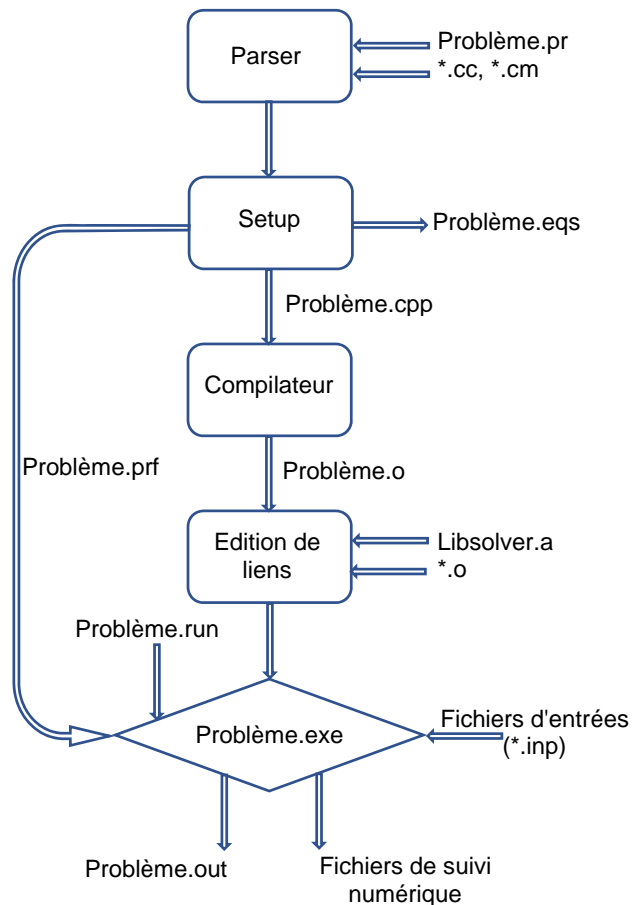 Parser
Problème.pr
*.cc, *.cm
Setup
Problème.eqs
Problème.cpp
Compilateur
Problème.prf
Problème.o
Edition de
liens
Libsolver.a
*.o
Problème.run
Problème.exe
Fichiers d'entrées
(*.inp)
Problème.out
Fichiers de suivi
numérique